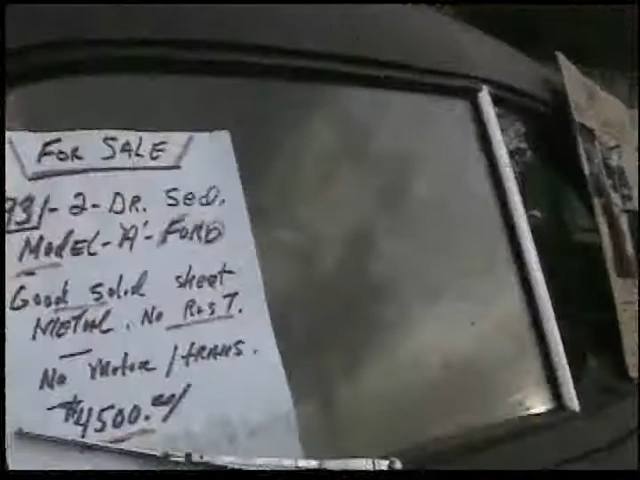 FOR SALE
931-2-DR. SED.
MODEL-'A'-FORD
Good solid sheet
METAL. No RUST.
No Motor / TRANS.
$4500.00/